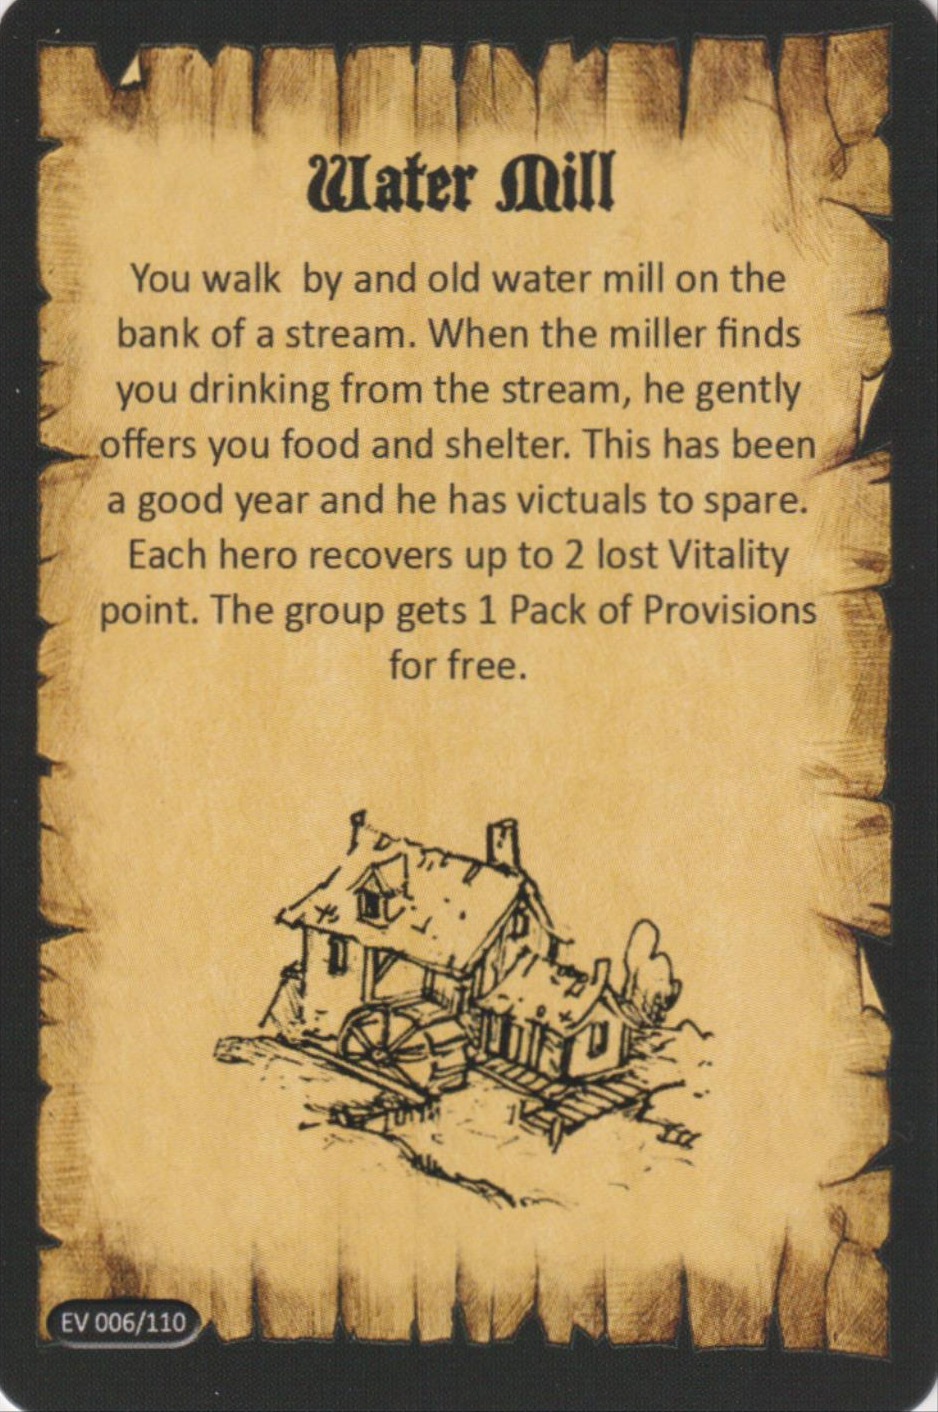 Water Mill
You walk  by and old water mill on the
bank of a stream. When the miller finds
you drinking from the stream, he gently
offers you food and shelter. This has been
a good year and he has victuals to spare.
Each hero recovers up to 2 lost Vitality
point. The group gets 1 Pack of Provisions
for free.
EV 006/110